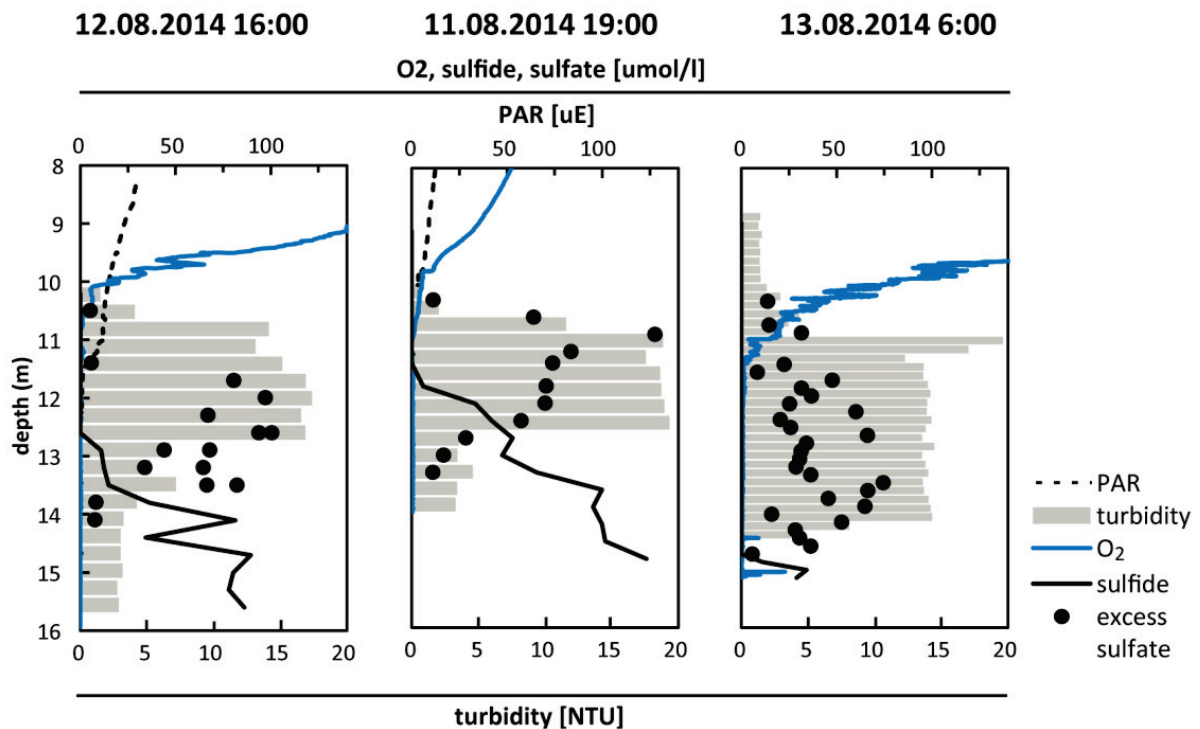 12.08.2014 16:00 11.08.2014 19:00 13.08.2014 6:00
O2, sulfide, sulfate [umol/l]
PAR [uE]
0 50 100 0 50 100 0 50 100
8
9
10
11
12
13
14
15
16
depth (m)
0 5 10 15 20 0 5 10 15 20 0 5 10 15 20
turbidity [NTU]
PAR
turbidity
O₂
sulfide
excess
sulfate